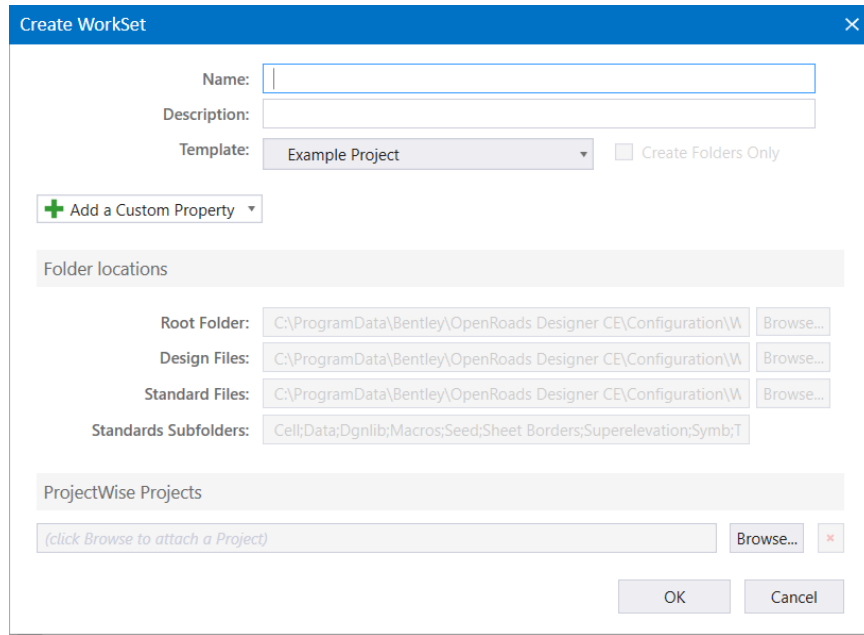 Create WorkSet
Name:
Description:
Template: Example Project Create Folders Only
Add a Custom Property
Folder locations
Root Folder: C:\ProgramData\Bentley\OpenRoads Designer CE\Configuration\W Browse...
Design Files: C:\ProgramData\Bentley\OpenRoads Designer CE\Configuration\W Browse...
Standard Files: C:\ProgramData\Bentley\OpenRoads Designer CE\Configuration\W Browse...
Standards Subfolders: Cell;Data;Dgnlib;Macros;Seed;Sheet Borders;Superelevation;Symb;T
ProjectWise Projects
(click Browse to attach a Project) Browse...
OK Cancel